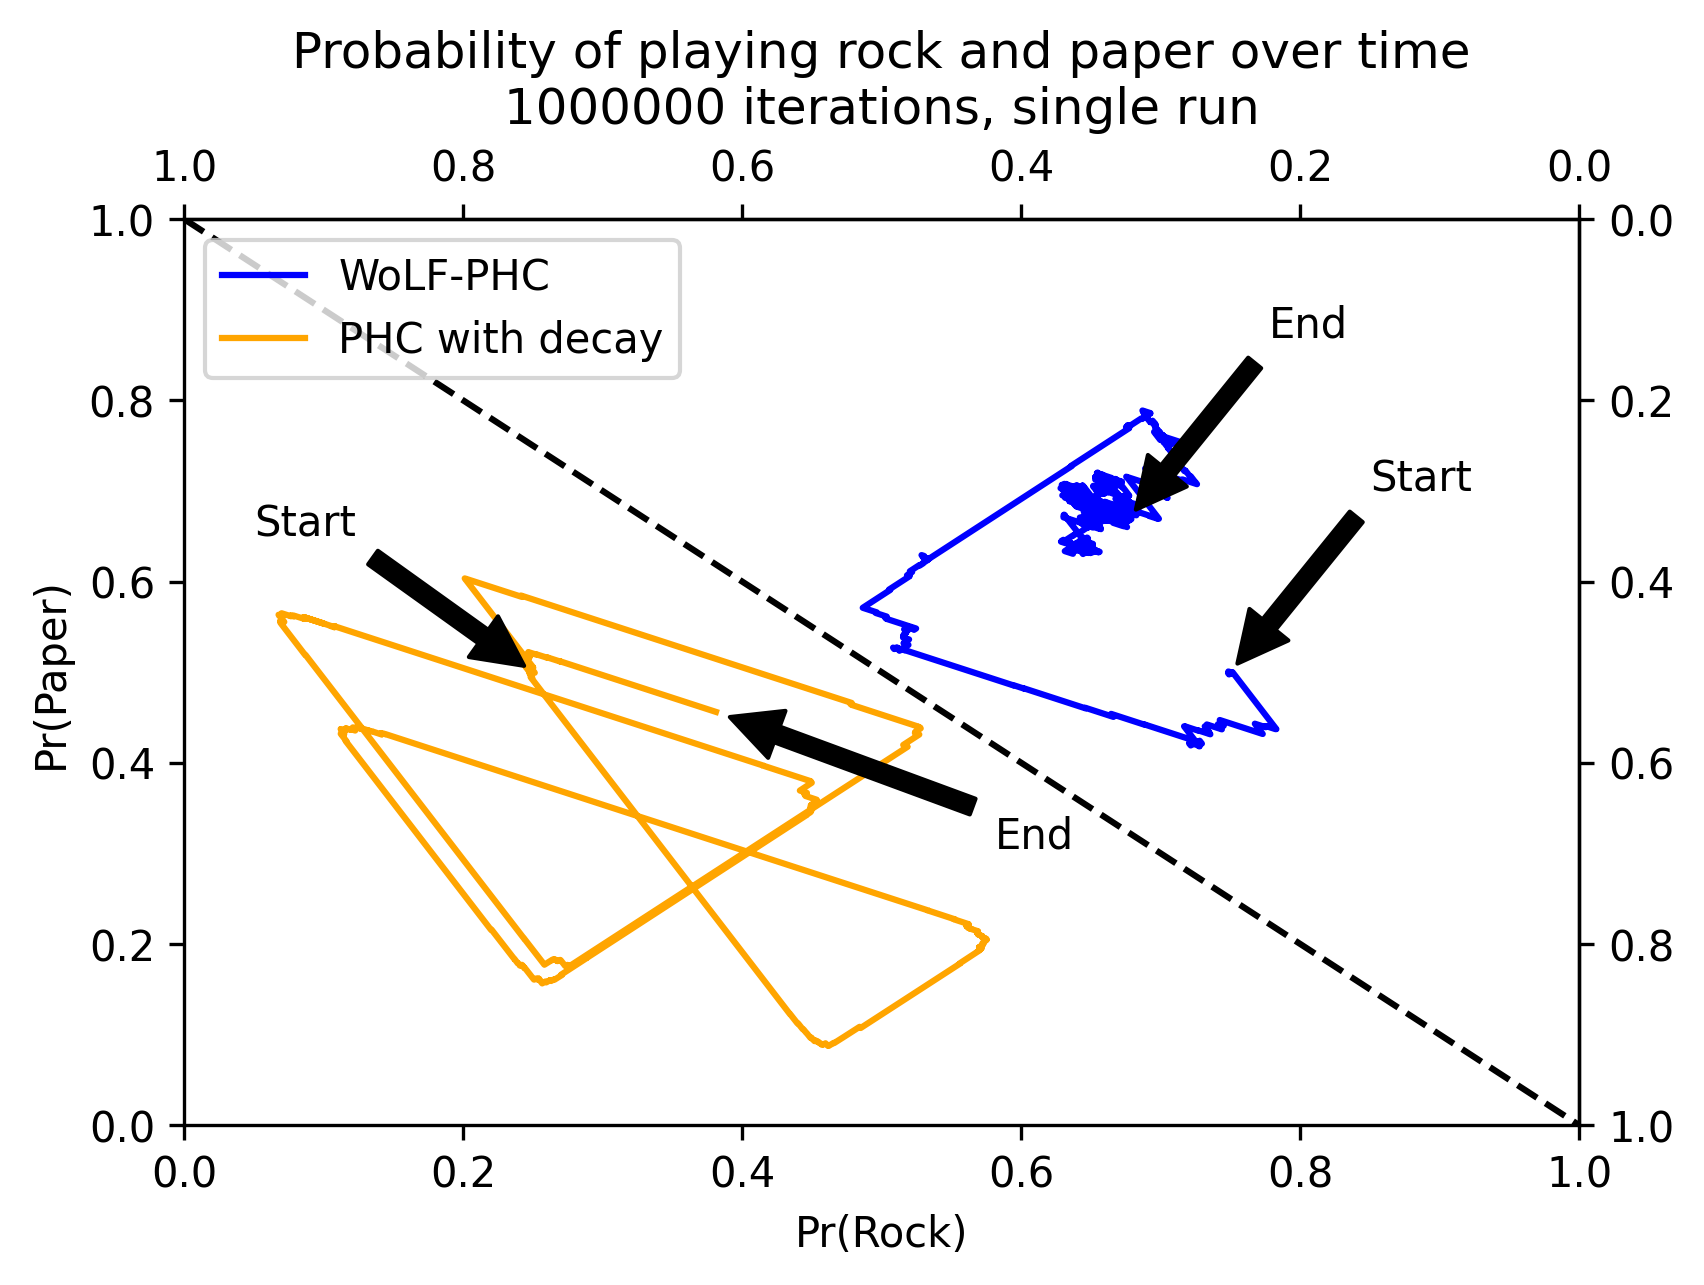 Probability of playing rock and paper over time
1000000 iterations, single run
1.0 0.8 0.6 0.4 0.2 0.0
1.0 0.0
WoLF-PHC
PHC with decay
End
0.8 0.2
Start
Start
0.6 0.4
Pr(Paper)
0.4 0.6
End
0.2 0.8
0.0 1.0
0.0 0.2 0.4 0.6 0.8 1.0
Pr(Rock)